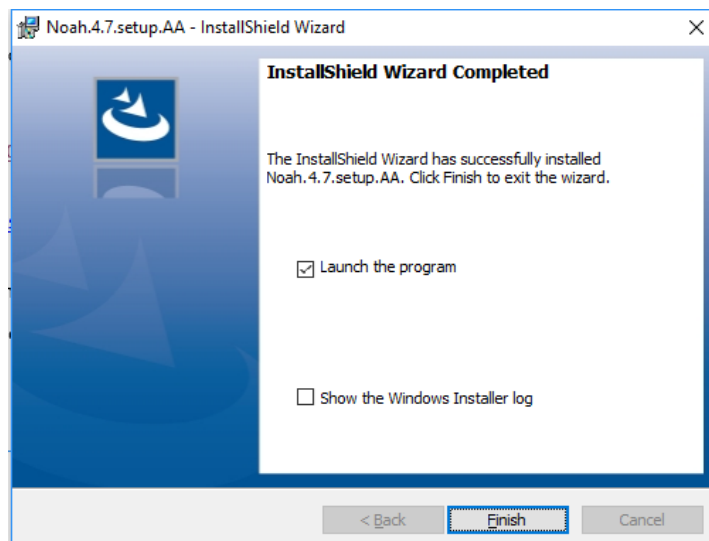 Noah.4.7.setup.AA - InstallShield Wizard
InstallShield Wizard Completed
The InstallShield Wizard has successfully installed
Noah.4.7.setup.AA. Click Finish to exit the wizard.
Launch the program
Show the Windows Installer log
< Back
Finish
Cancel